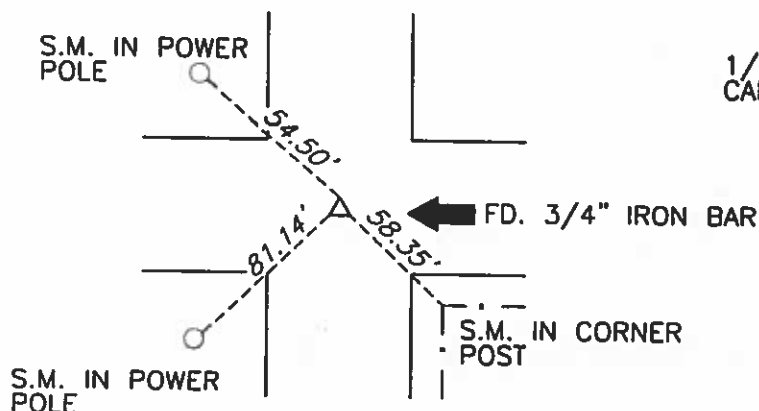 S.M. IN POWER
POLE
54.50'
FD. 3/4" IRON BAR
81.14'
58.35'
S.M. IN CORNER
POST
S.M. IN POWER
POLE